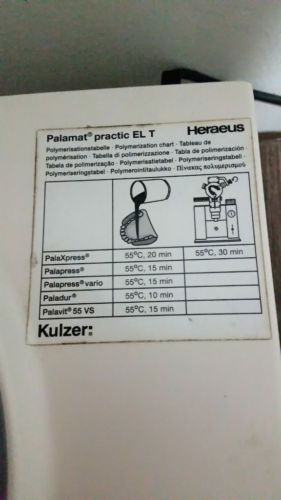 Palamat® practic EL T Heraeus
Polymerisationstabelle · Polymerization chart · Tableau de
polymérisation · Tabella di polimerizzazione · Tabla de polimerización
Tabela de polimerização · Polymerisatietabel · Polymeriseringstabell ·
Polymeriseringstabel · Polymerointitaulukko · Πίνακας πολυμερισμού
PalaXpress® 55°C, 20 min 55°C, 30 min
Palapress® 55°C, 15 min
Palapress® vario 55°C, 15 min
Paladur® 55°C, 10 min
Palavit® 55 VS 55°C, 15 min
Kulzer